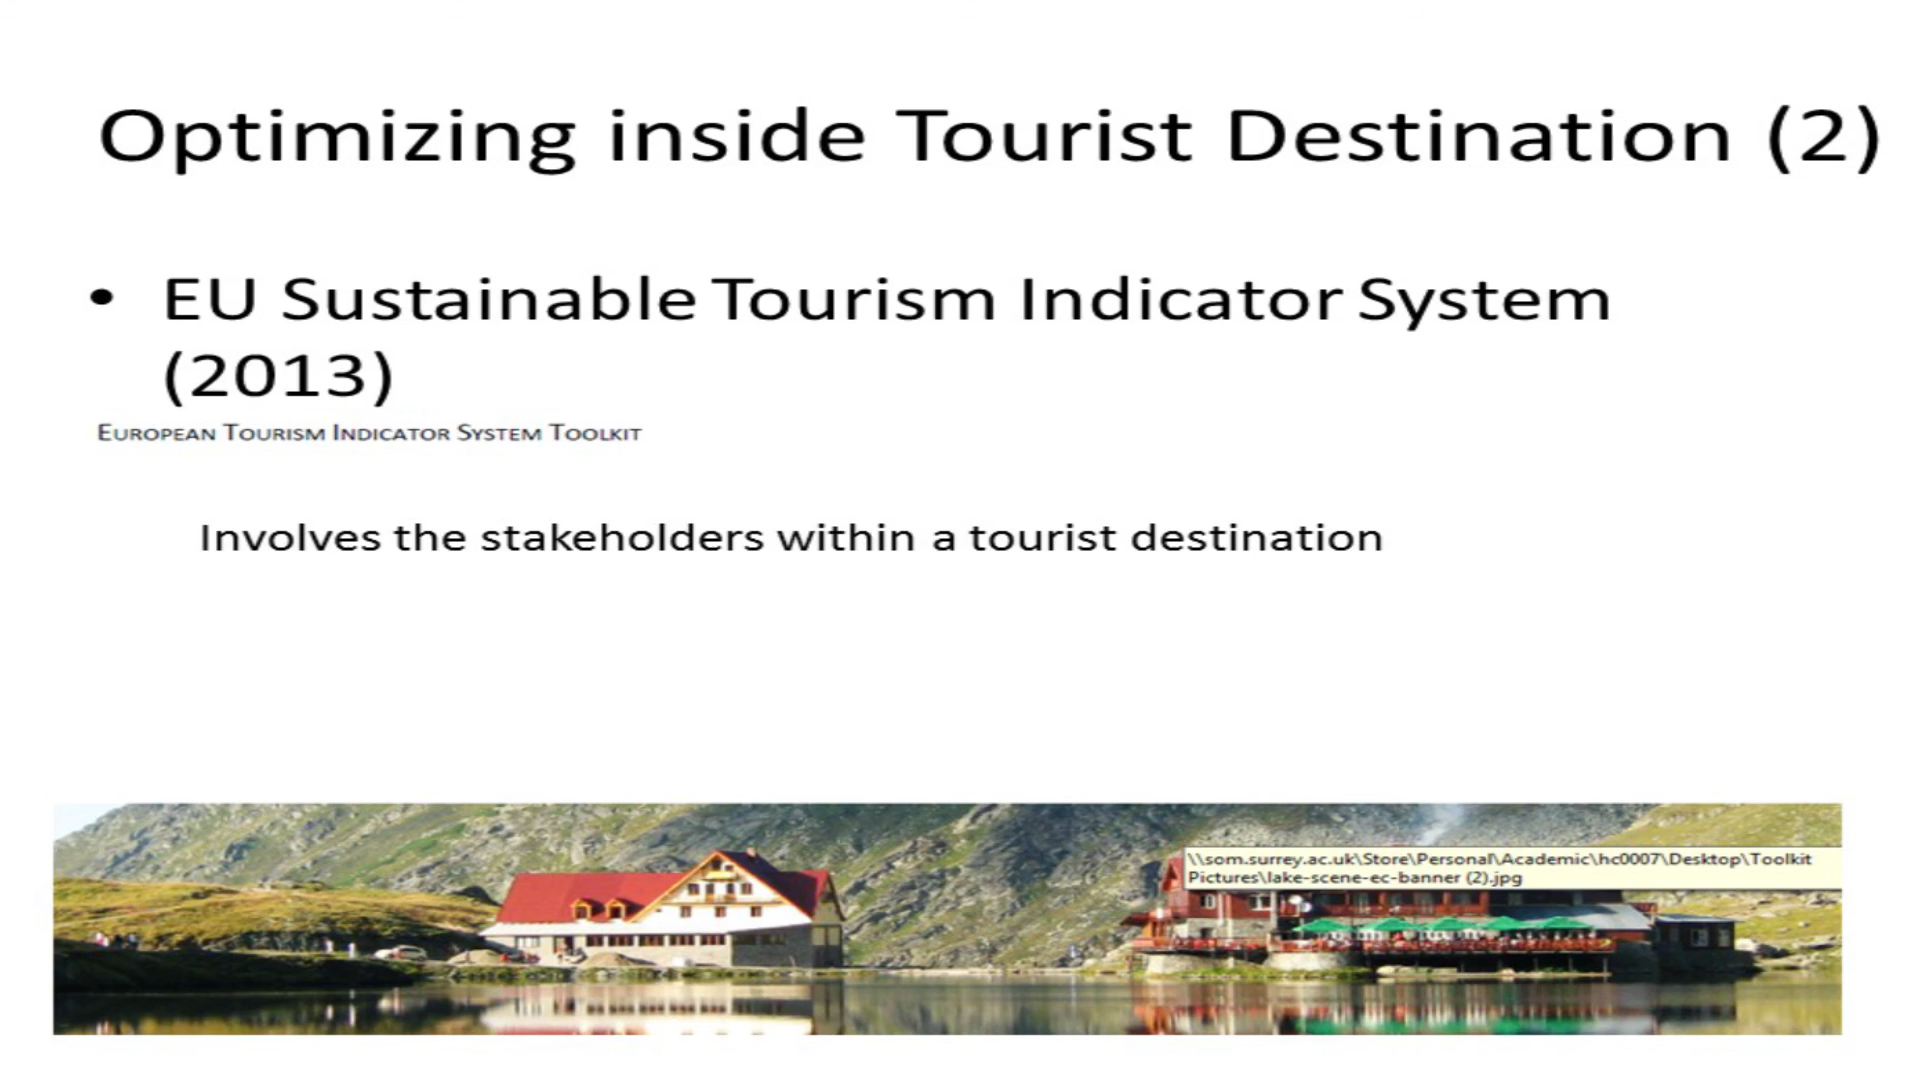 Optimizing inside Tourist Destination (2)
• EU Sustainable Tourism Indicator System
(2013)
EUROPEAN TOURISM INDICATOR SYSTEM TOOLKIT
Involves the stakeholders within a tourist destination
\\som.surrey.ac.uk\Store\Personal\Academic\hc0007\Desktop\Toolkit
Pictures\lake-scene-ec-banner (2).jpg